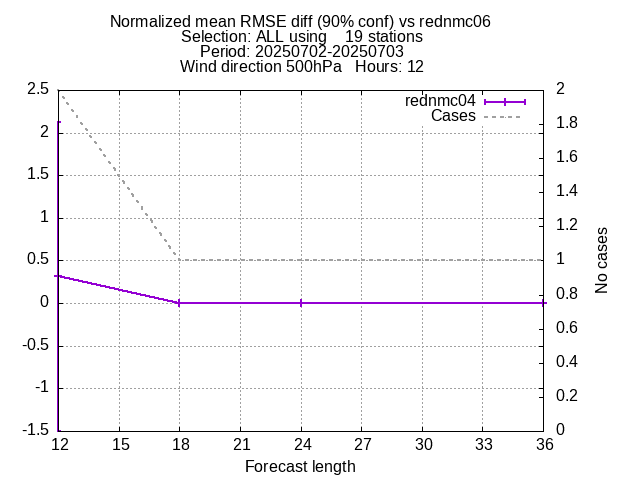 Normalized mean RMSE diff (90% conf) vs rednmc06
Selection: ALL using    19 stations
Period: 20250702-20250703
Wind direction 500hPa   Hours: 12
rednmc04
Cases
2.5
2
1.5
1
0.5
0
-0.5
-1
-1.5
2
1.8
1.6
1.4
1.2
1
0.8
0.6
0.4
0.2
0
No cases
12 15 18 21 24 27 30 33 36
Forecast length